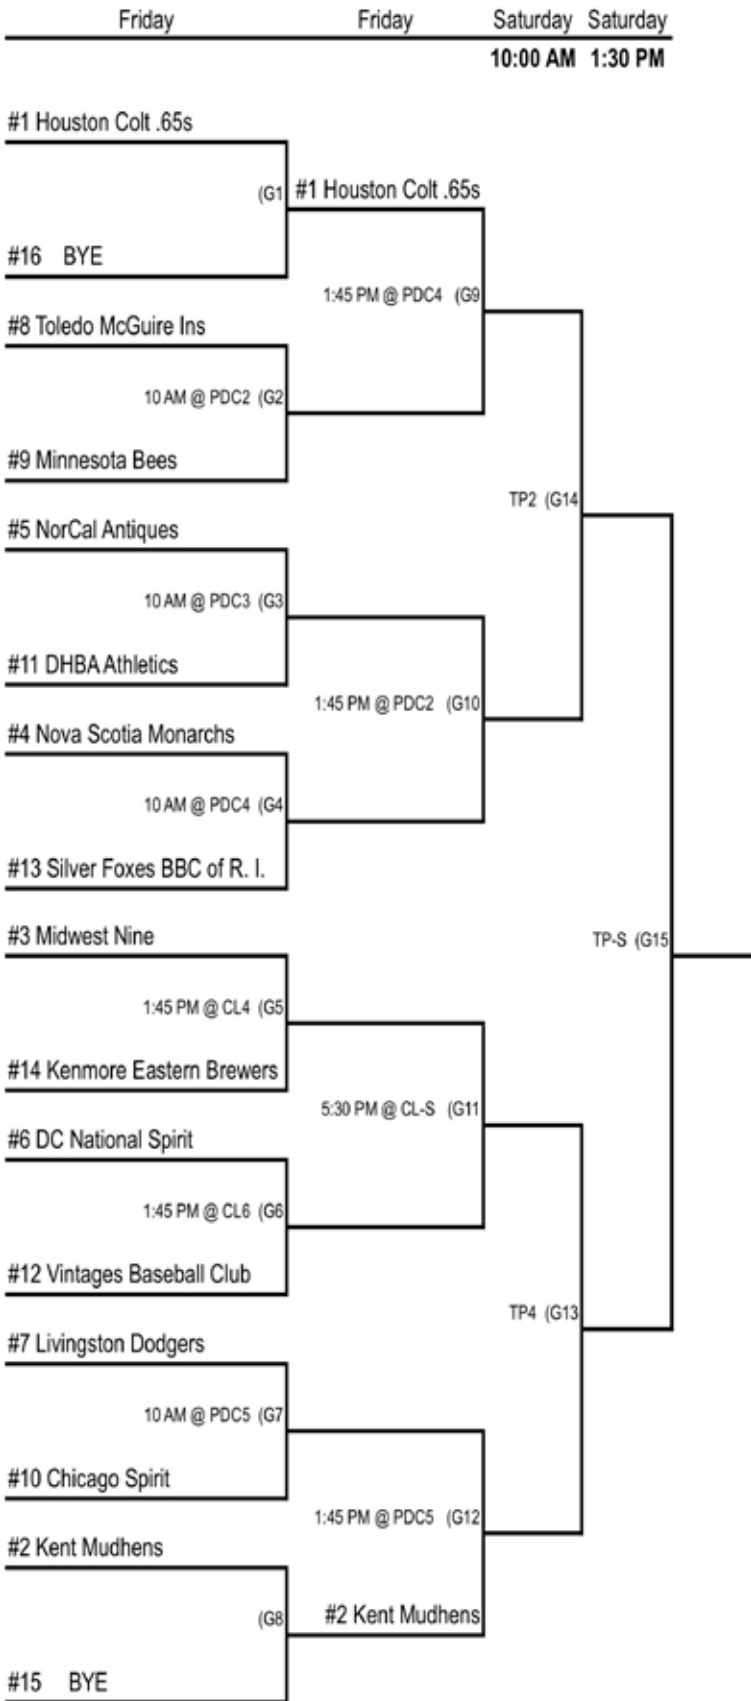 Friday Friday Saturday Saturday
10:00 AM 1:30 PM
#1 Houston Colt .65s
(G1 #1 Houston Colt .65s
#16 BYE
1:45 PM @ PDC4 (G9
#8 Toledo McGuire Ins
10 AM @ PDC2 (G2
#9 Minnesota Bees
TP2 (G14
#5 NorCal Antiques
10 AM @ PDC3 (G3
#11 DHBA Athletics
1:45 PM @ PDC2 (G10
#4 Nova Scotia Monarchs
10 AM @ PDC4 (G4
#13 Silver Foxes BBC of R. I.
#3 Midwest Nine
TP-S (G15
1:45 PM @ CL4 (G5
#14 Kenmore Eastern Brewers
5:30 PM @ CL-S (G11
#6 DC National Spirit
1:45 PM @ CL6 (G6
#12 Vintages Baseball Club
TP4 (G13
#7 Livingston Dodgers
10 AM @ PDC5 (G7
#10 Chicago Spirit
1:45 PM @ PDC5 (G12
#2 Kent Mudhens
(G8 #2 Kent Mudhens
#15 BYE